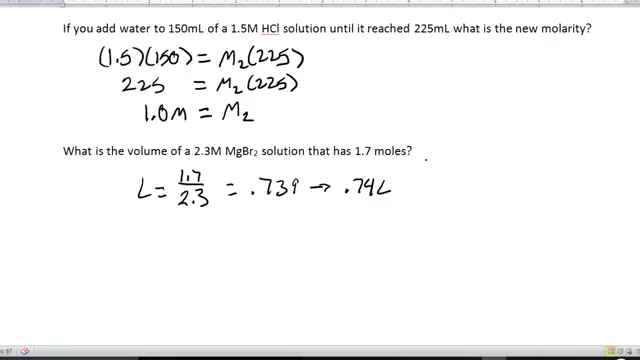 If you add water to 150mL of a 1.5M HCl solution until it reached 225mL what is the new molarity?
(1.5)(150) = M₂(225)
225 = M₂(225)
1.0M = M₂
What is the volume of a 2.3M MgBr₂ solution that has 1.7 moles?
L = 1.7/2.3 = .739 → .74L